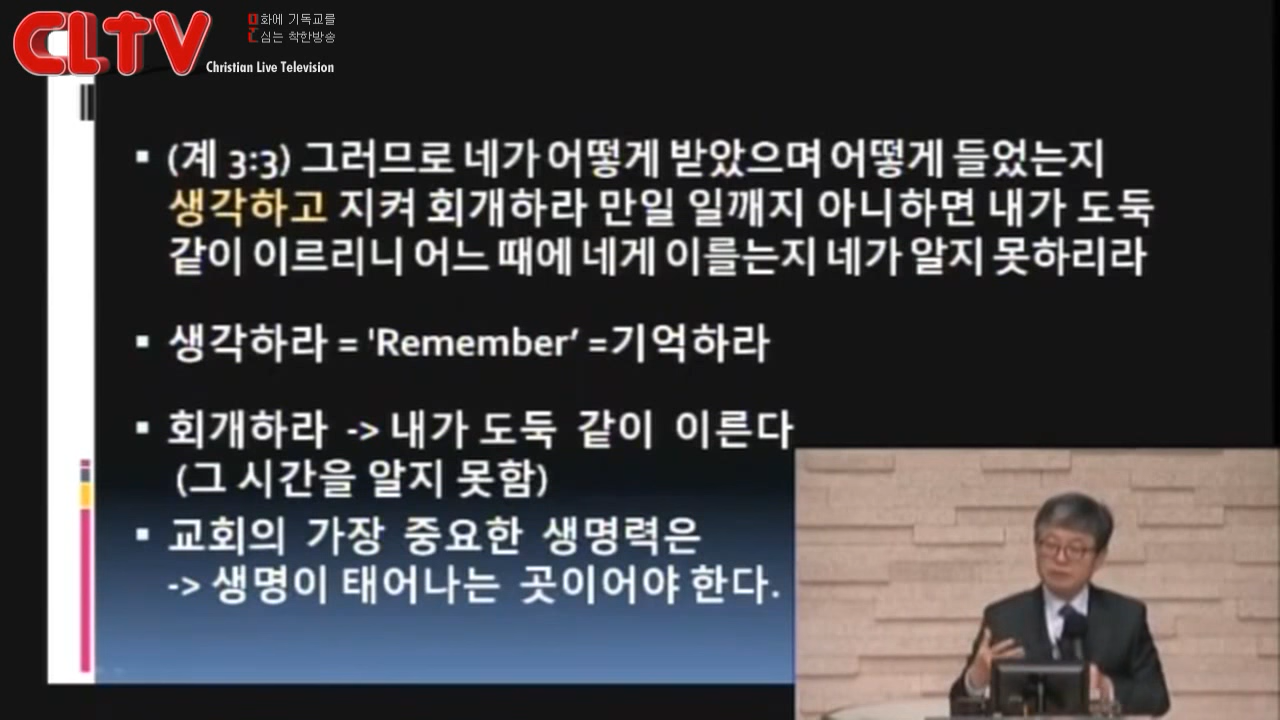 CLTV
문화에 기독교를
심는 착한방송
Christian Live Television
(계 3:3) 그러므로 네가 어떻게 받았으며 어떻게 들었는지
생각하고 지켜 회개하라 만일 일깨지 아니하면 내가 도둑
같이 이르리니 어느 때에 네게 이를는지 네가 알지 못하리라
생각하라 = 'Remember’ =기억하라
회개하라 -> 내가 도둑 같이 이른다
(그 시간을 알지 못함)
교회의 가장 중요한 생명력은
-> 생명이 태어나는 곳이어야 한다.